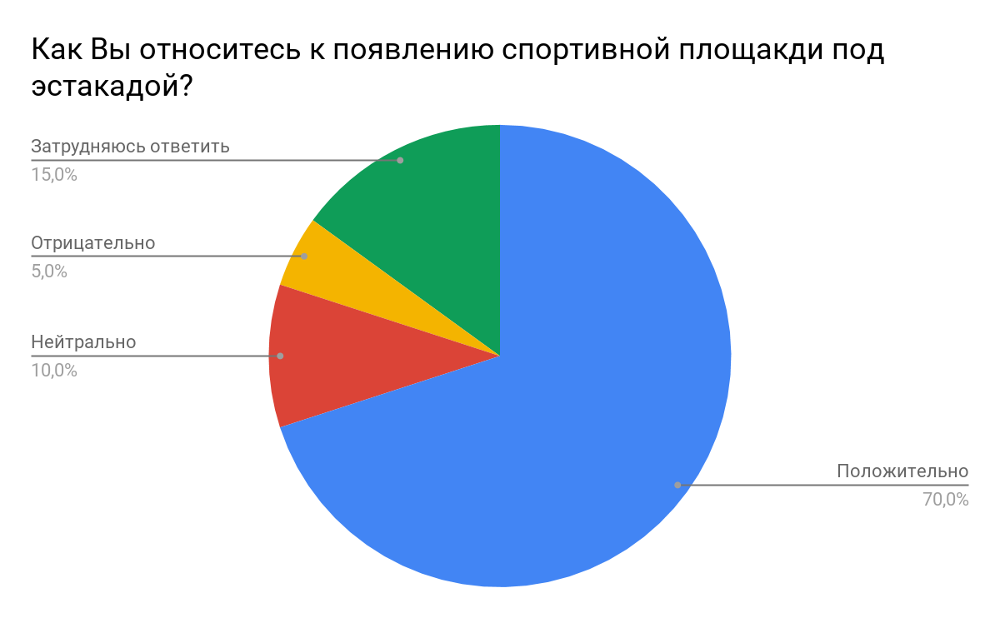 Как Вы относитесь к появлению спортивной площакди под
эстакадой?
Затрудняюсь ответить
15,0%
Отрицательно
5,0%
Нейтрально
10,0%
Положительно
70,0%